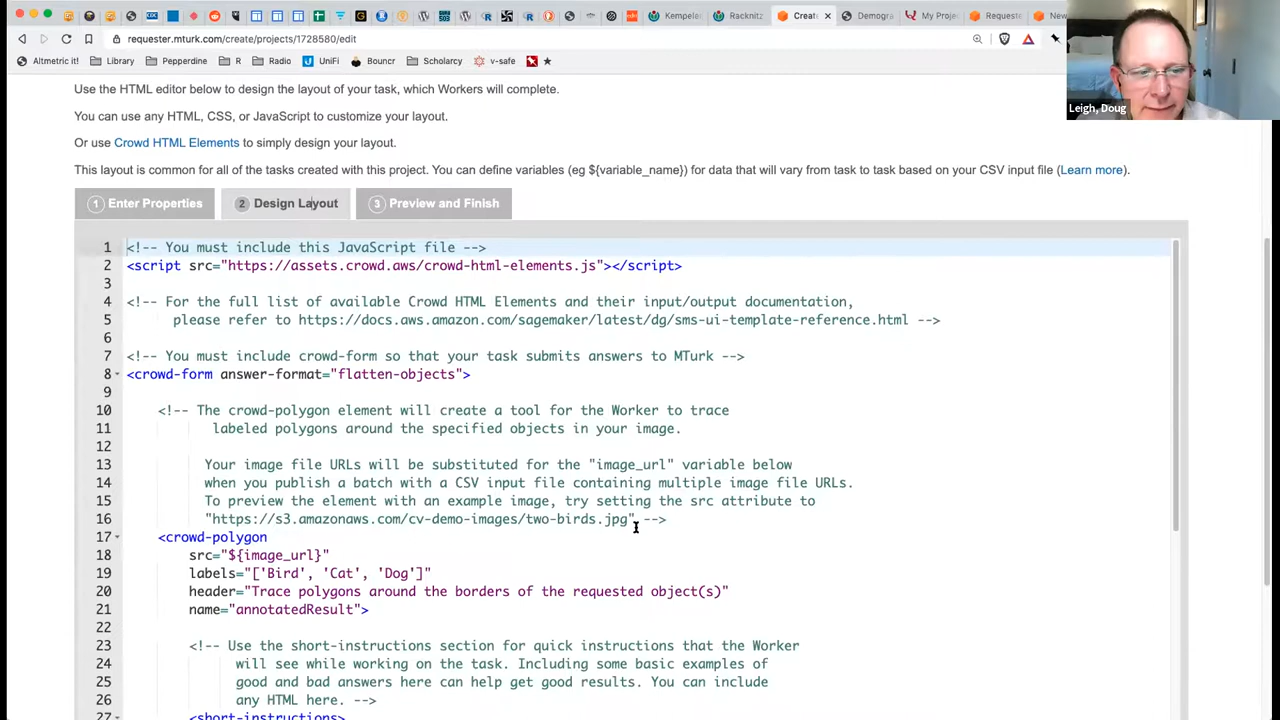 Kempele
Racknitz
Create
Demogra
My Proje
Requeste
New
requester.mturk.com/create/projects/1728580/edit
Altmetric it! Library Pepperdine R Radio UniFi Bouncr Scholarcy v-safe
Leigh, Doug
Use the HTML editor below to design the layout of your task, which Workers will complete.
You can use any HTML, CSS, or JavaScript to customize your layout.
Or use Crowd HTML Elements to simply design your layout.
This layout is common for all of the tasks created with this project. You can define variables (eg ${variable_name}) for data that will vary from task to task based on your CSV input file (Learn more).
1 Enter Properties 2 Design Layout 3 Preview and Finish
1 <!-- You must include this JavaScript file -->
2 <script src="https://assets.crowd.aws/crowd-html-elements.js"></script>
3
4 <!-- For the full list of available Crowd HTML Elements and their input/output documentation,
5 please refer to https://docs.aws.amazon.com/sagemaker/latest/dg/sms-ui-template-reference.html -->
6
7 <!-- You must include crowd-form so that your task submits answers to MTurk -->
8 <crowd-form answer-format="flatten-objects">
9
10 <!-- The crowd-polygon element will create a tool for the Worker to trace
11 labeled polygons around the specified objects in your image.
12
13 Your image file URLs will be substituted for the "image_url" variable below
14 when you publish a batch with a CSV input file containing multiple image file URLs.
15 To preview the element with an example image, try setting the src attribute to
16 "https://s3.amazonaws.com/cv-demo-images/two-birds.jpg" -->
17 <crowd-polygon
18 src="${image_url}"
19 labels="['Bird', 'Cat', 'Dog']"
20 header="Trace polygons around the borders of the requested object(s)"
21 name="annotatedResult">
22
23 <!-- Use the short-instructions section for quick instructions that the Worker
24 will see while working on the task. Including some basic examples of
25 good and bad answers here can help get good results. You can include
26 any HTML here. -->
27 <short-instructions>